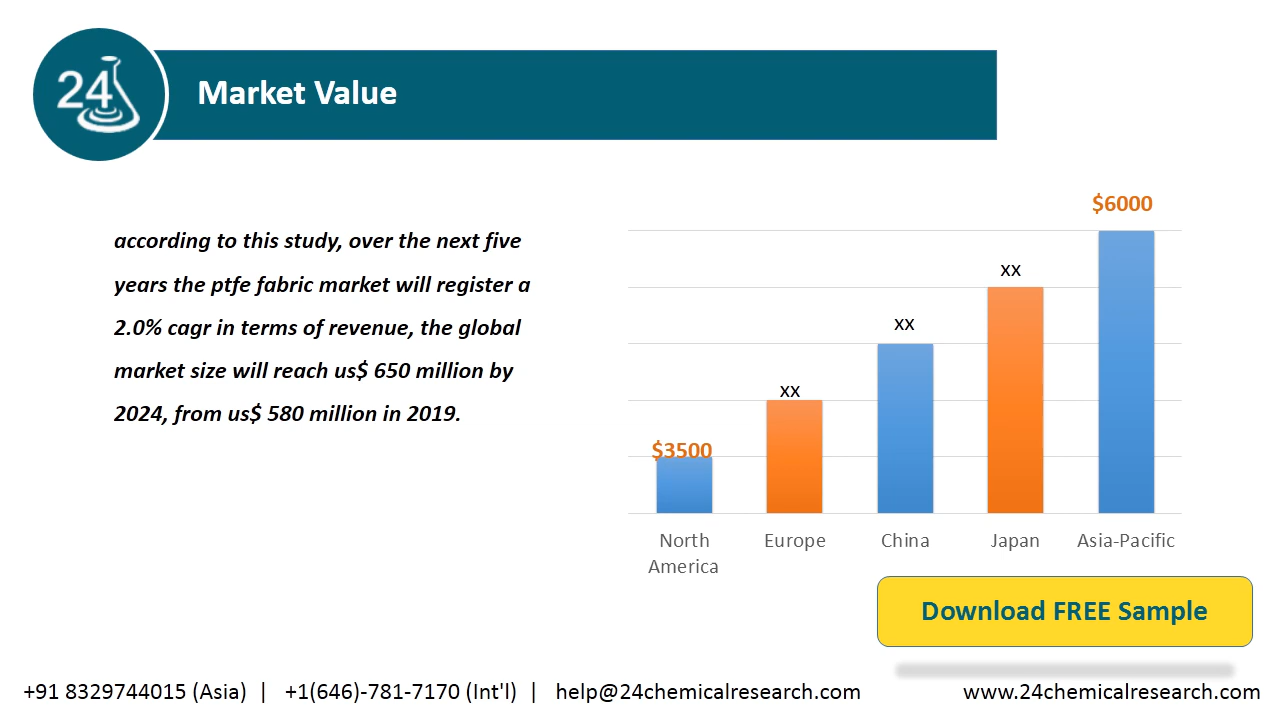 24
Market Value
according to this study, over the next five
years the ptfe fabric market will register a
2.0% cagr in terms of revenue, the global
market size will reach us$ 650 million by
2024, from us$ 580 million in 2019.
$6000
xx
xx
xx
$3500
North
America
Europe
China
Japan
Asia-Pacific
Download FREE Sample
+91 8329744015 (Asia) | +1(646)-781-7170 (Int'l) | help@24chemicalresearch.com www.24chemicalresearch.com